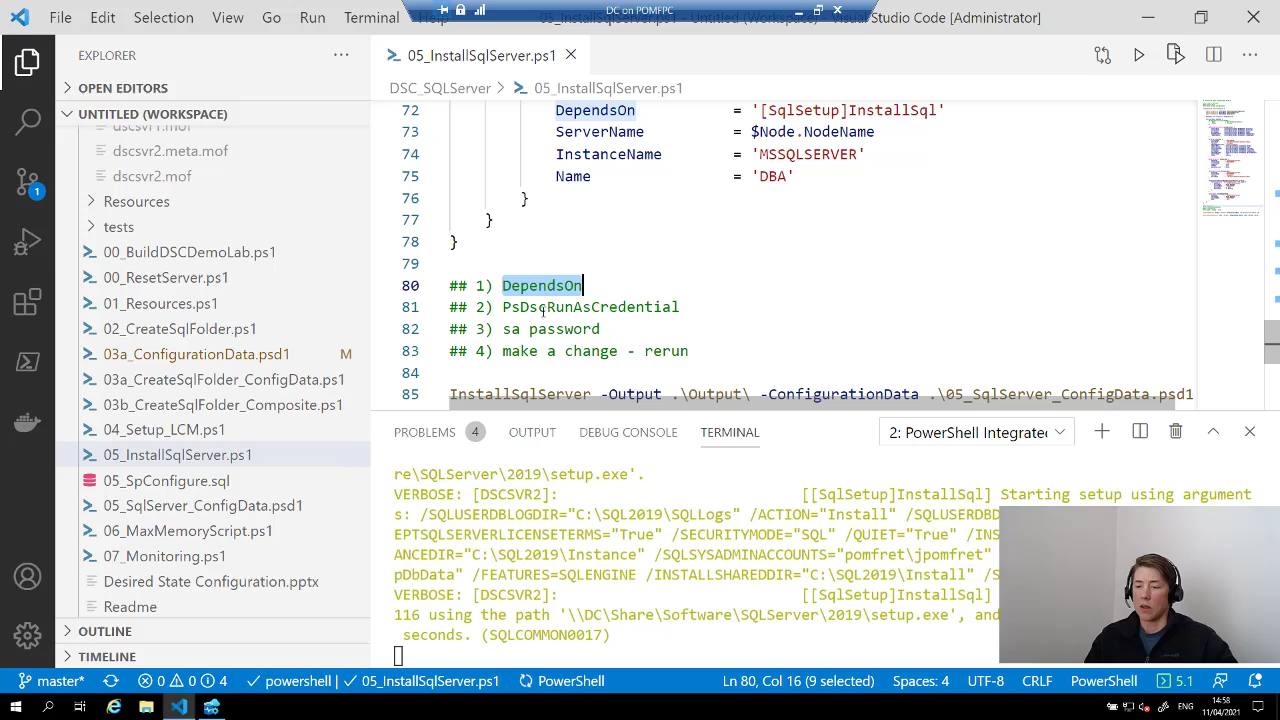 DC on POMFPC
File Edit Selection View Go Run Terminal Help 05_InstallSqlServer.ps1 - Untitled (Workspace) - Visual Studio Code [Administrator]
EXPLORER
OPEN EDITORS
UNTITLED (WORKSPACE)
dscsvr1.mof
dscsvr2.meta.mof
dscsvr2.mof
Resources
tests
00_BuildDSCDemoLab.ps1
00_ResetServer.ps1
01_Resources.ps1
02_CreateSqlFolder.ps1
03a_ConfigurationData.psd1 M
03a_CreateSqlFolder_ConfigData.ps1
03b_CreateSqlFolder_Composite.ps1
04_Setup_LCM.ps1
05_InstallSqlServer.ps1
05_SpConfigure.sql
05_SqlServer_ConfigData.psd1
06_MaxMemoryScript.ps1
07_Monitoring.ps1
Desired State Configuration.pptx
Readme
OUTLINE
TIMELINE
1
05_InstallSqlServer.ps1
DSC_SQLServer > 05_InstallSqlServer.ps1
72 DependsOn = '[SqlSetup]InstallSql'
73 ServerName = $Node.NodeName
74 InstanceName = 'MSSQLSERVER'
75 Name = 'DBA'
76 }
77 }
78 }
79
80 ## 1) DependsOn
81 ## 2) PsDscRunAsCredential
82 ## 3) sa password
83 ## 4) make a change - rerun
84
85 InstallSqlServer -Output .\Output\ -ConfigurationData .\05_SqlServer_ConfigData.psd1
PROBLEMS 4 OUTPUT DEBUG CONSOLE TERMINAL 2: PowerShell Integrate
re\SQLServer\2019\setup.exe'.
VERBOSE: [DSCSVR2]: [[SqlSetup]InstallSql] Starting setup using argument
s: /SQLUSERDBLOGDIR="C:\SQL2019\SQLLogs" /ACTION="Install" /SQLUSERDBD
EPTSQLSERVERLICENSETERMS="True" /SECURITYMODE="SQL" /QUIET="True" /INS
ANCEDIR="C:\SQL2019\Instance" /SQLSYSADMINACCOUNTS="pomfret\jpomfret"
pDbData" /FEATURES=SQLENGINE /INSTALLSHAREDDIR="C:\SQL2019\Install" /S
VERBOSE: [DSCSVR2]: [[SqlSetup]InstallSql]
116 using the path '\\DC\Share\Software\SQLServer\2019\setup.exe', and
seconds. (SQLCOMMON0017)
master* 0 0 4 powershell 05_InstallSqlServer.ps1 PowerShell Ln 80, Col 16 (9 selected) Spaces: 4 UTF-8 CRLF PowerShell 5.1
14:58
11/04/2021